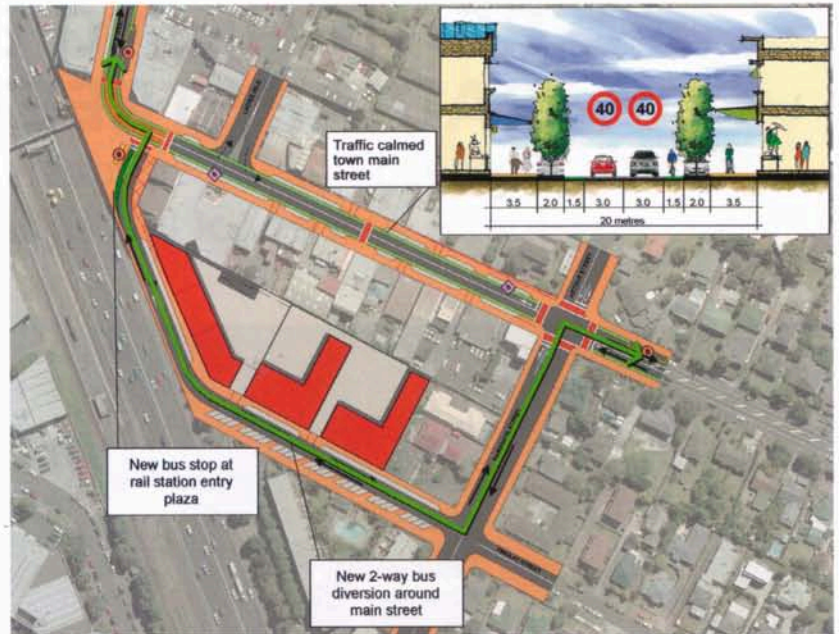 40 40
3.5 2.0 1.5 3.0 3.0 1.5 2.0 3.5
20 metres
Traffic calmed
town main
street
New bus stop at
rail station entry
plaza
New 2-way bus
diversion around
main street